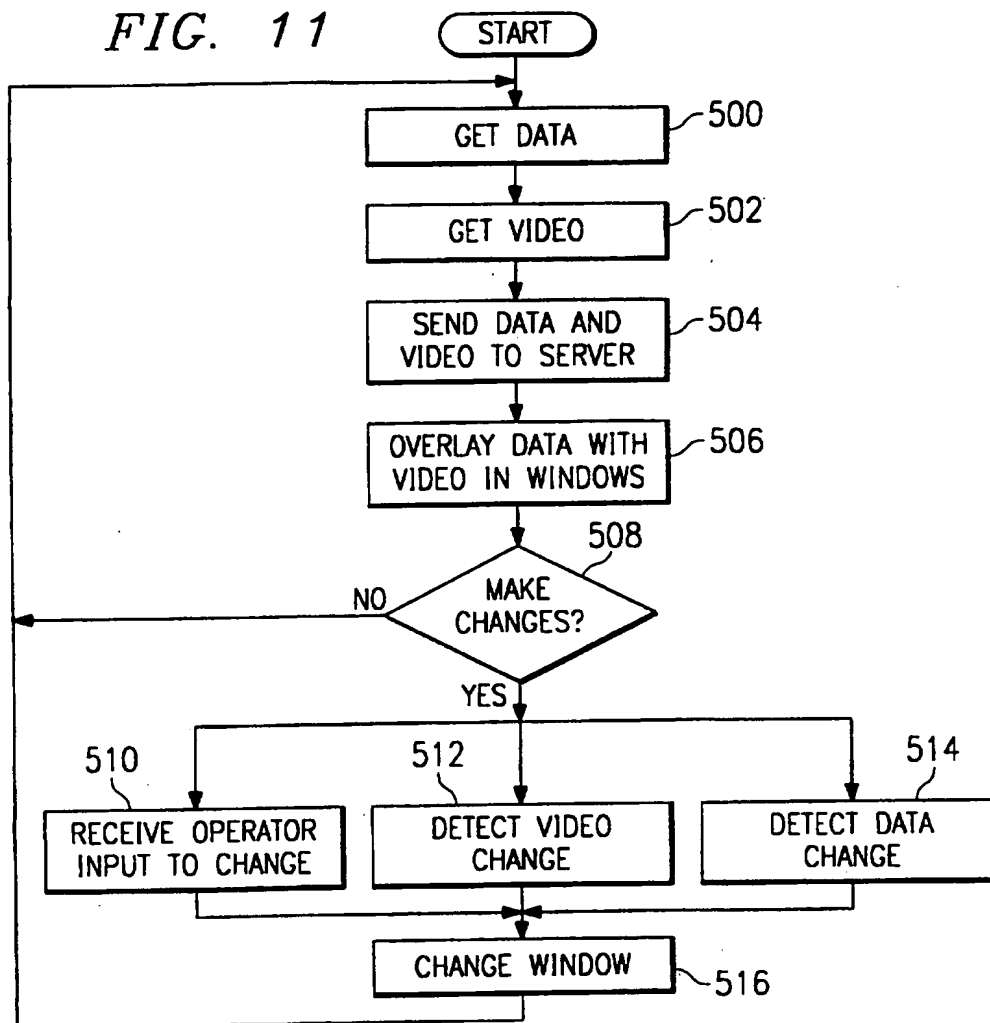 FIG. 11
START
GET DATA
500
GET VIDEO
502
SEND DATA AND
VIDEO TO SERVER
504
OVERLAY DATA WITH
VIDEO IN WINDOWS
506
508
MAKE
CHANGES?
NO
YES
510
RECEIVE OPERATOR
INPUT TO CHANGE
512
DETECT VIDEO
CHANGE
514
DETECT DATA
CHANGE
CHANGE WINDOW
516